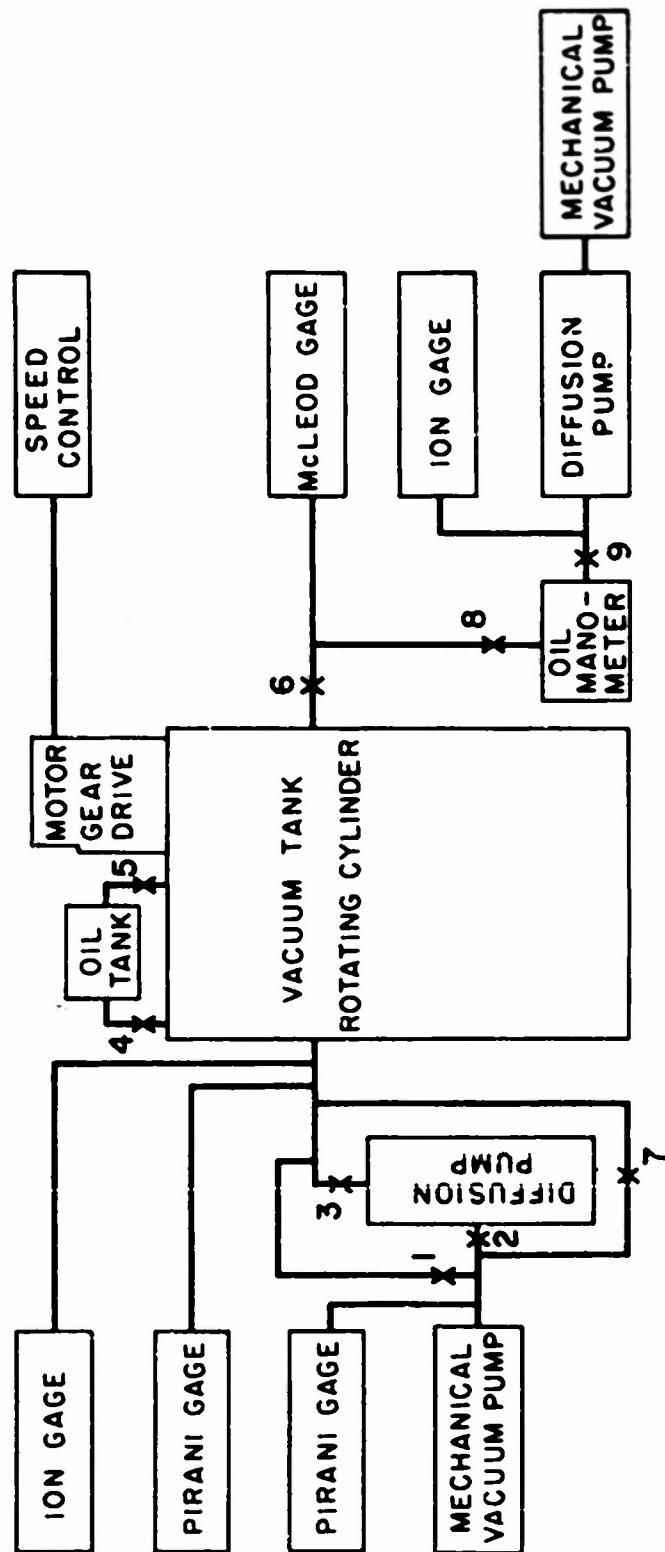 ION GAGE
PIRANI GAGE
PIRANI GAGE
MECHANICAL
VACUUM PUMP
1
2
3
DIFFUSION
PUMP
7
4
OIL
TANK
5
MOTOR
GEAR
DRIVE
SPEED
CONTROL
VACUUM TANK
ROTATING CYLINDER
6
McLEOD GAGE
8
ION GAGE
OIL
MANO-
METER
9
DIFFUSION
PUMP
MECHANICAL
VACUUM PUMP